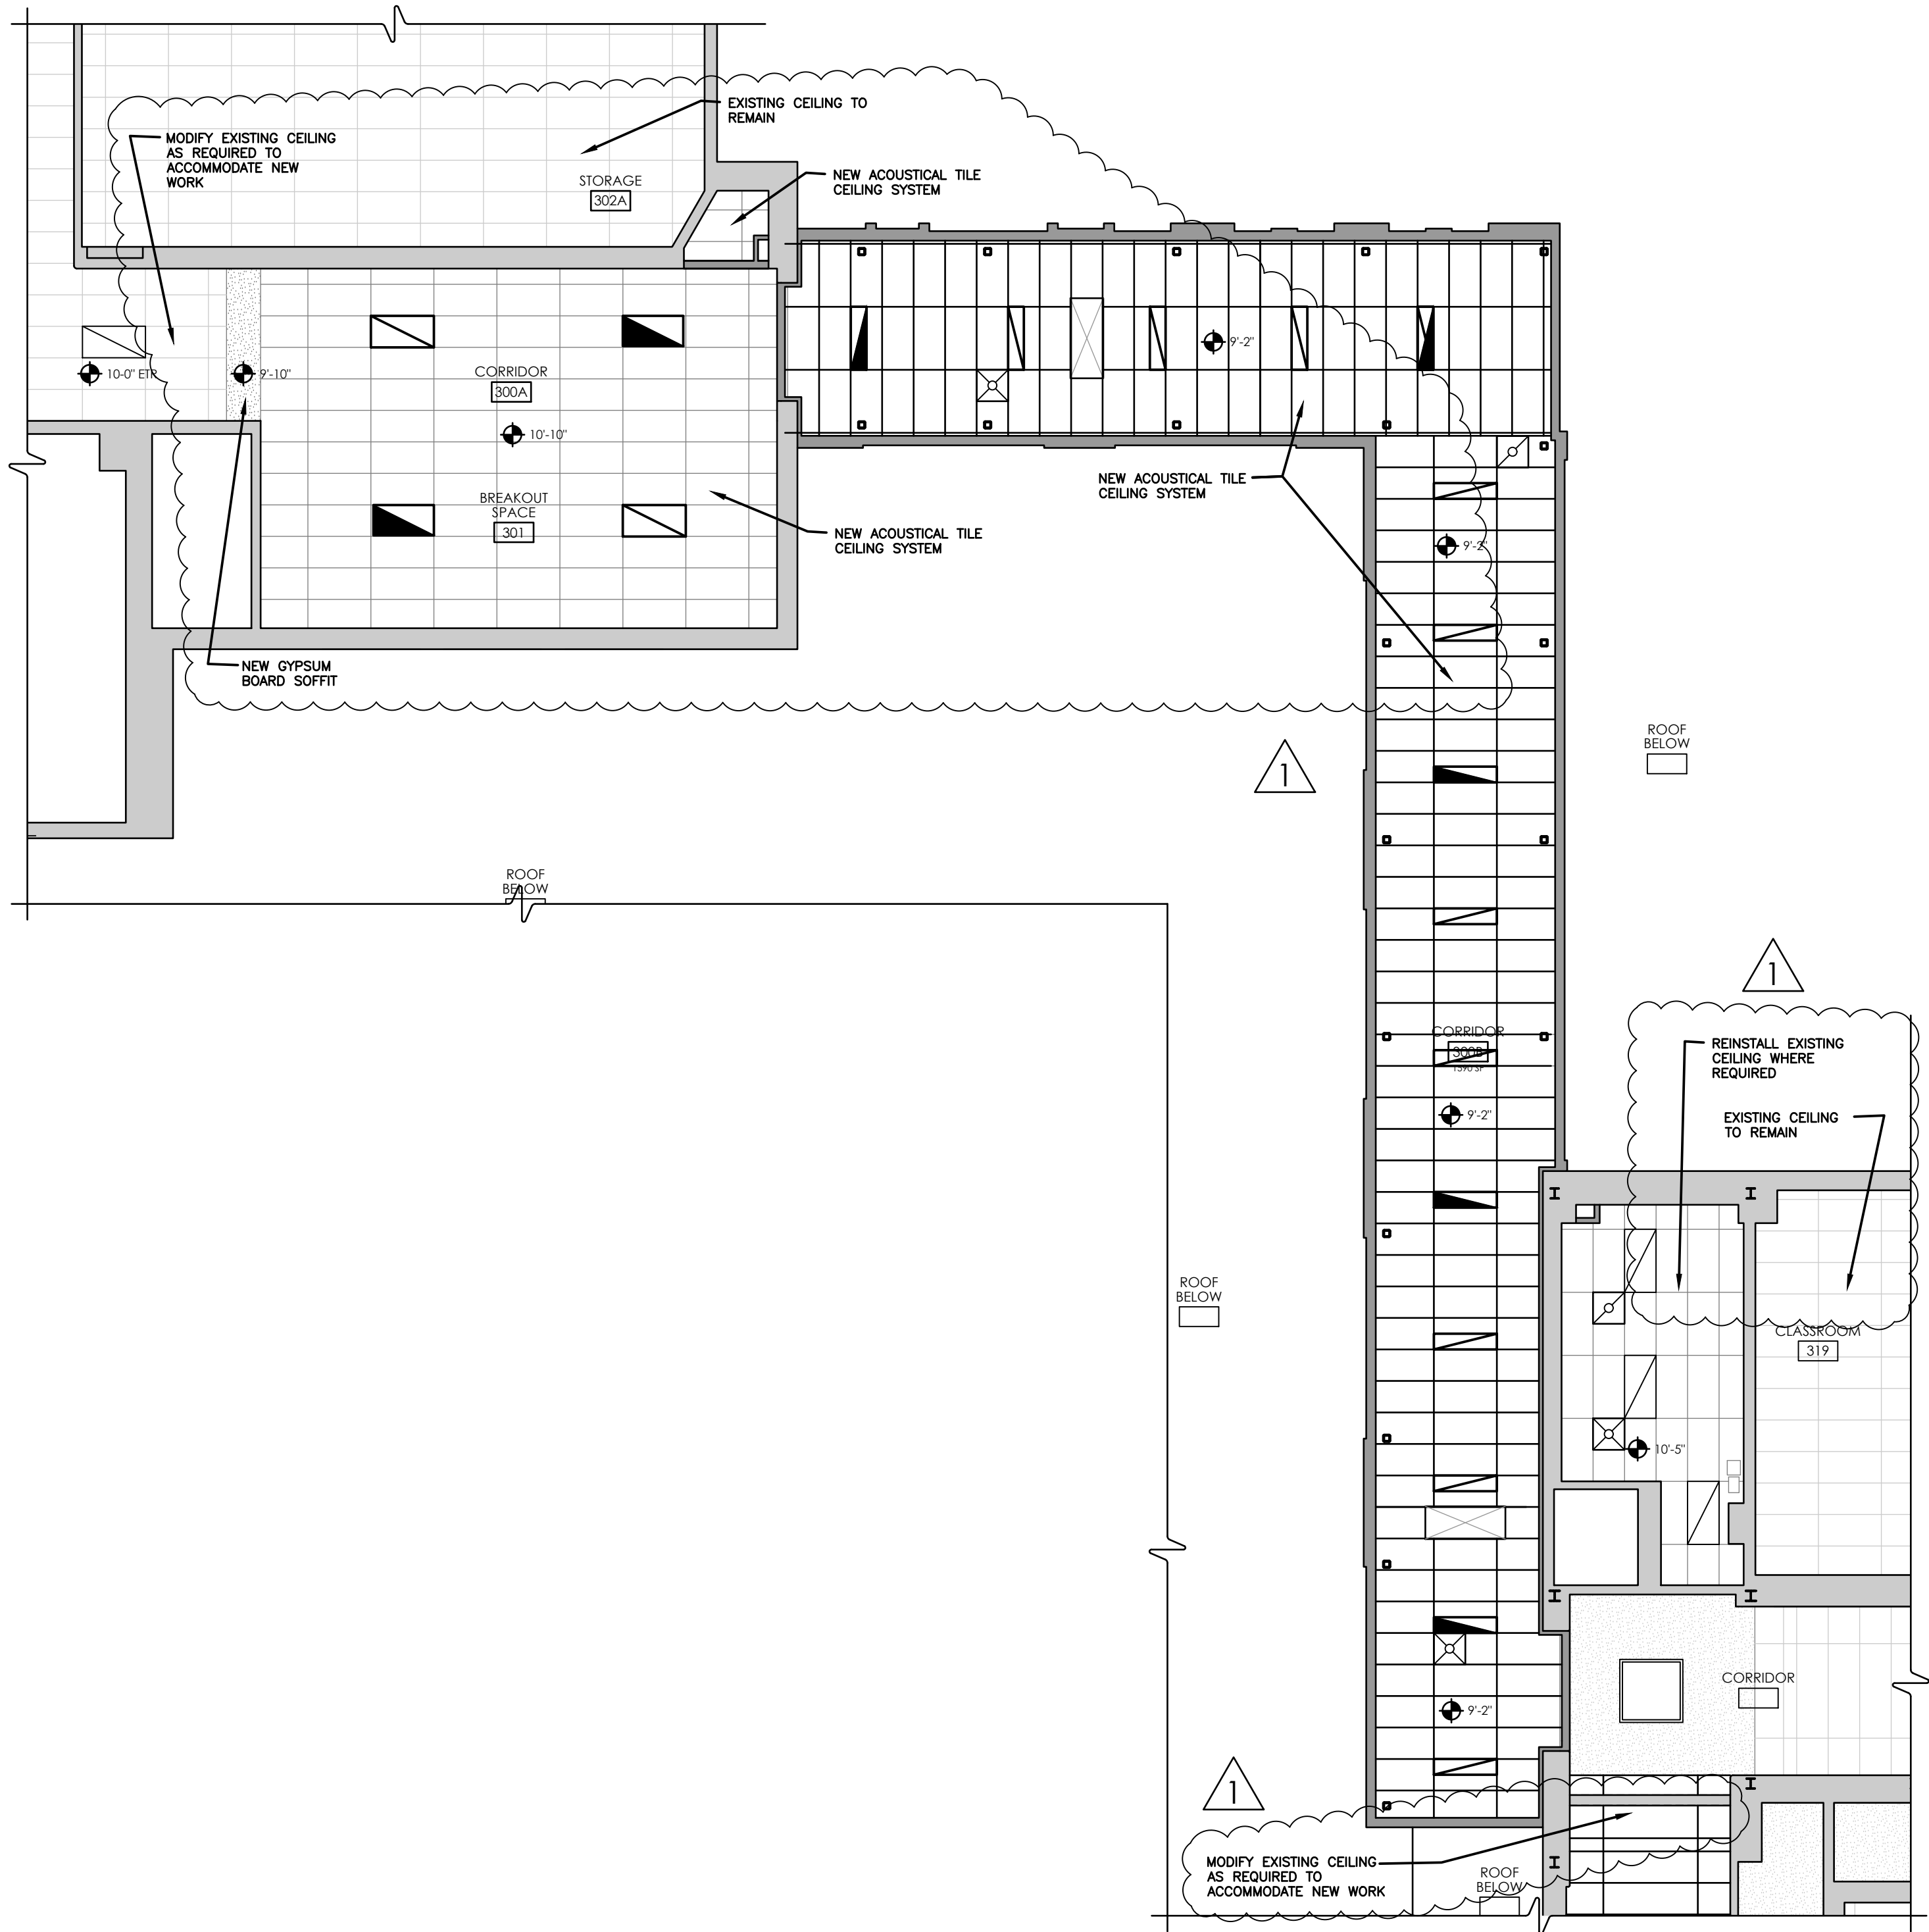 EXISTING CEILING TO
REMAIN
MODIFY EXISTING CEILING
AS REQUIRED TO
ACCOMMODATE NEW
WORK
STORAGE
302A
NEW ACOUSTICAL TILE
CEILING SYSTEM
10-0" ETR
9'-10"
CORRIDOR
300A
10'-10"
9'-2"
BREAKOUT
SPACE
301
NEW ACOUSTICAL TILE
CEILING SYSTEM
NEW ACOUSTICAL TILE
CEILING SYSTEM
9'-2"
NEW GYPSUM
BOARD SOFFIT
1
ROOF
BELOW
ROOF
BELOW
1
CORRIDOR
300B
1590 SF
9'-2"
REINSTALL EXISTING
CEILING WHERE
REQUIRED
EXISTING CEILING
TO REMAIN
ROOF
BELOW
CLASSROOM
319
10'-5"
CORRIDOR
9'-2"
1
MODIFY EXISTING CEILING
AS REQUIRED TO
ACCOMMODATE NEW WORK
ROOF
BELOW